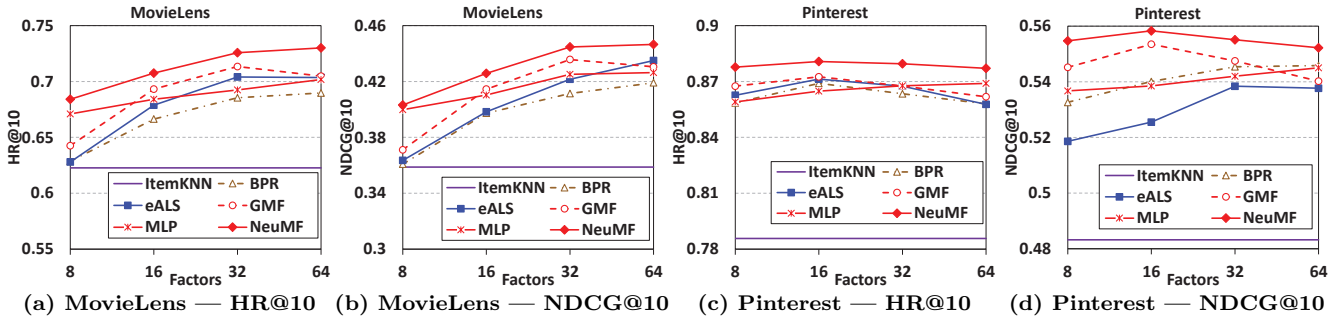 MovieLens
HR@10
0.75
0.7
0.65
0.6
0.55
ItemKNN
BPR
eALS
GMF
MLP
NeuMF
8 16 32 64
Factors
(a) MovieLens — HR@10
MovieLens
NDCG@10
0.46
0.42
0.38
0.34
0.3
ItemKNN
BPR
eALS
GMF
MLP
NeuMF
8 16 32 64
Factors
(b) MovieLens — NDCG@10
Pinterest
HR@10
0.9
0.87
0.84
0.81
0.78
ItemKNN
BPR
eALS
GMF
MLP
NeuMF
8 16 32 64
Factors
(c) Pinterest — HR@10
Pinterest
NDCG@10
0.56
0.54
0.52
0.5
0.48
ItemKNN
BPR
eALS
GMF
MLP
NeuMF
8 16 32 64
Factors
(d) Pinterest — NDCG@10